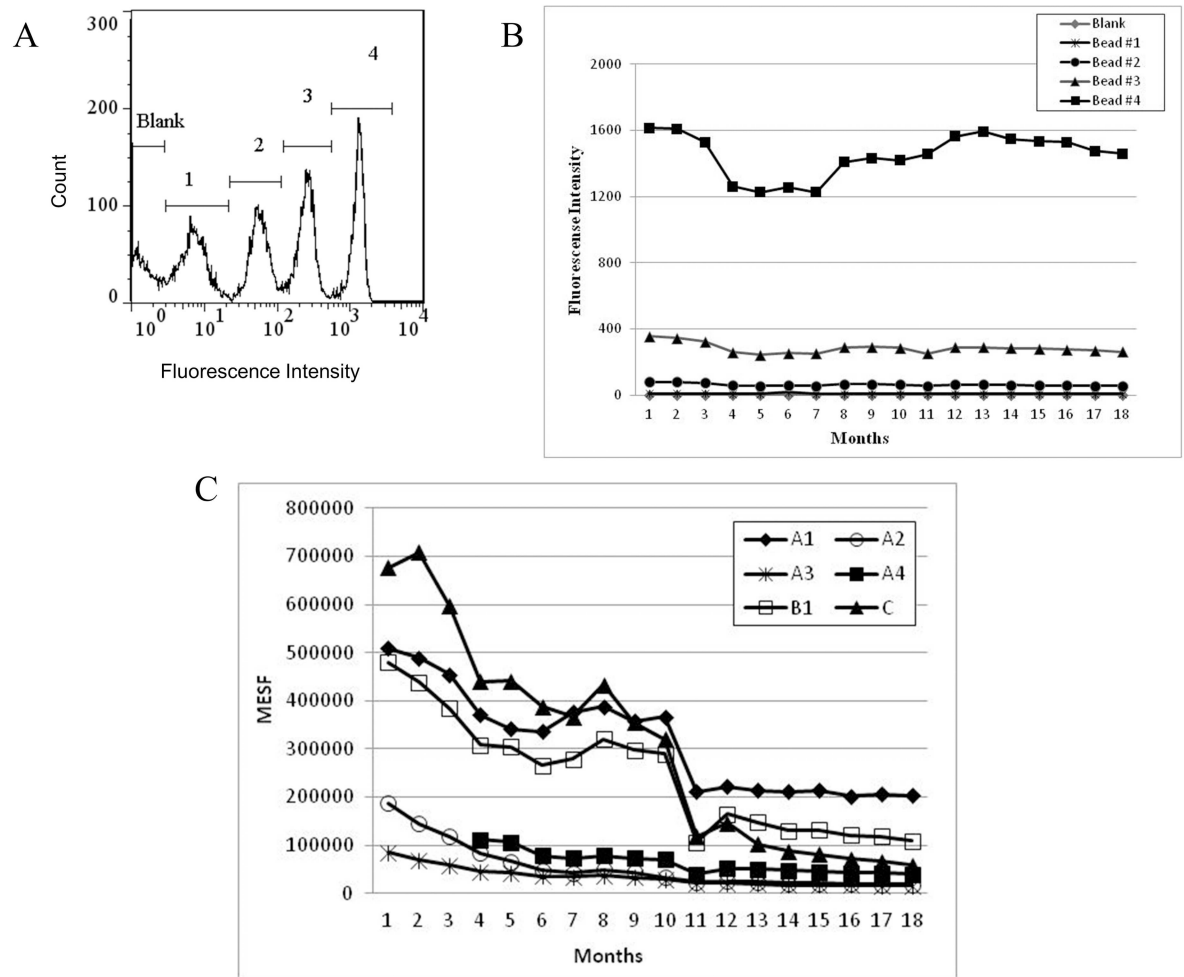 A
300
200
100
0
Count
Blank
1
2
3
4
10^0
10^1
10^2
10^3
10^4
Fluorescence Intensity
B
Blank
Bead #1
Bead #2
Bead #3
Bead #4
2000
1600
1200
800
400
0
Fluorescense Intensity
1 2 3 4 5 6 7 8 9 10 11 12 13 14 15 16 17 18
Months
C
800000
700000
600000
500000
400000
300000
200000
100000
0
MESF
A1 A2
A3 A4
B1 C
1 2 3 4 5 6 7 8 9 10 11 12 13 14 15 16 17 18
Months